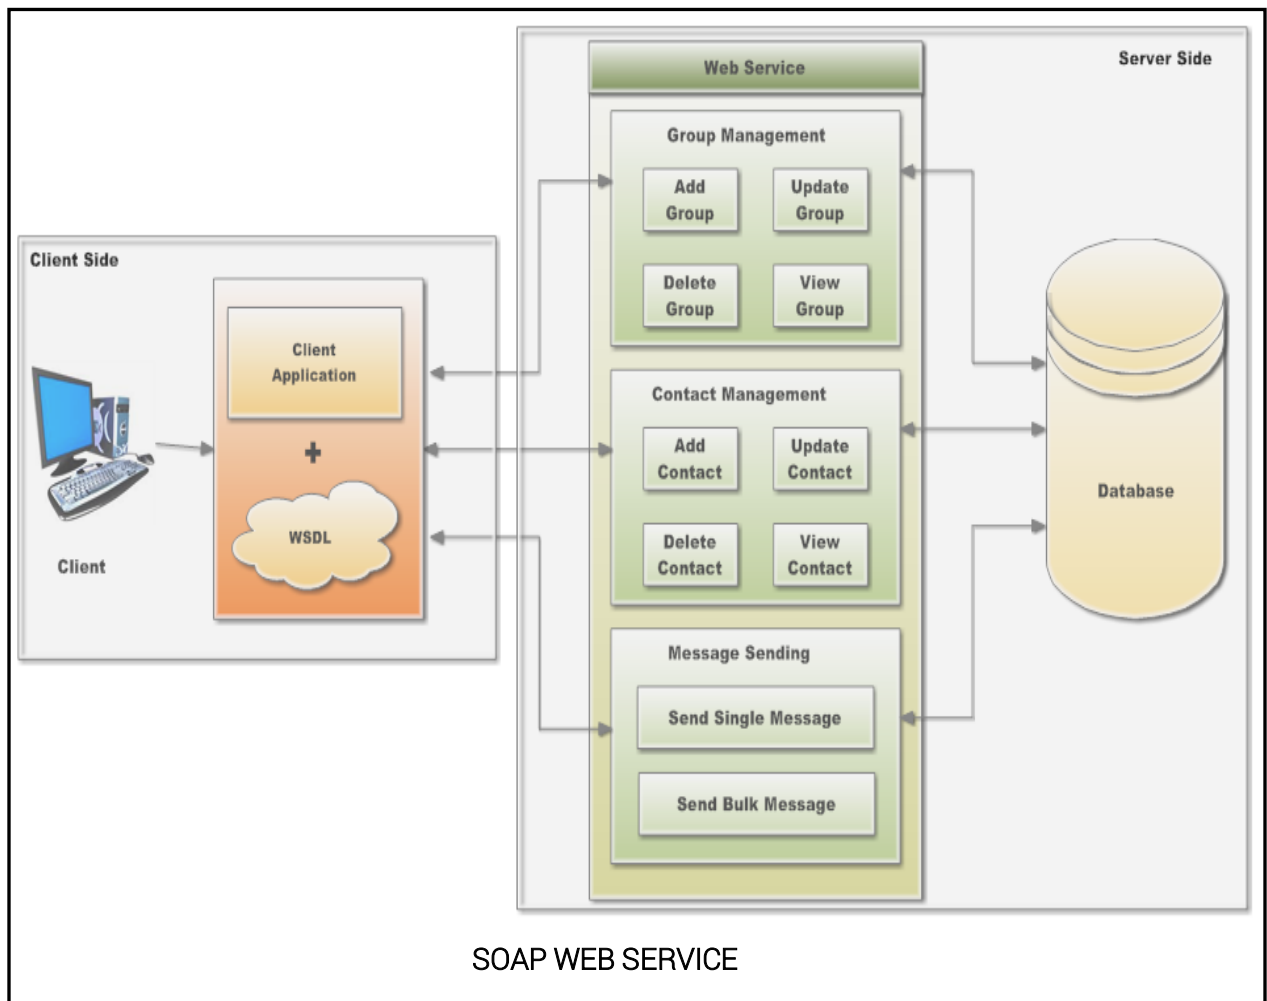 Server Side
Web Service
Group Management
Add
Group
Update
Group
Delete
Group
View
Group
Client Side
Client
Application
+
WSDL
Client
Contact Management
Add
Contact
Update
Contact
Delete
Contact
View
Contact
Database
Message Sending
Send Single Message
Send Bulk Message
SOAP WEB SERVICE